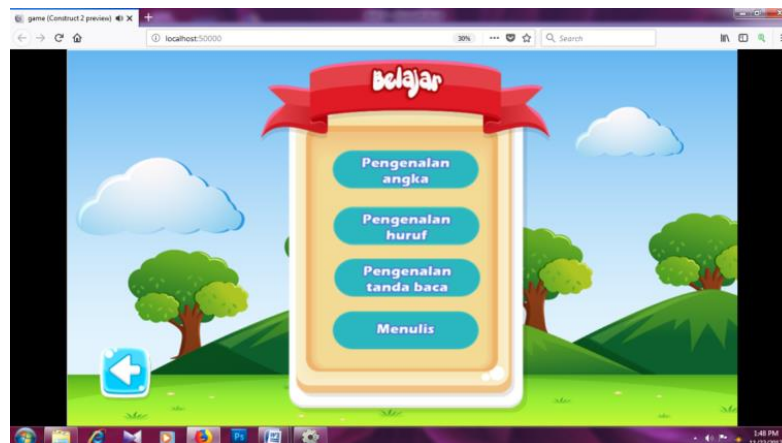 game (Construct 2 preview)
localhost:50000
30%
Search
Belajar
Pengenalan
angka
Pengenalan
huruf
Pengenalan
tanda baca
Menulis
Ps
1:48 PM